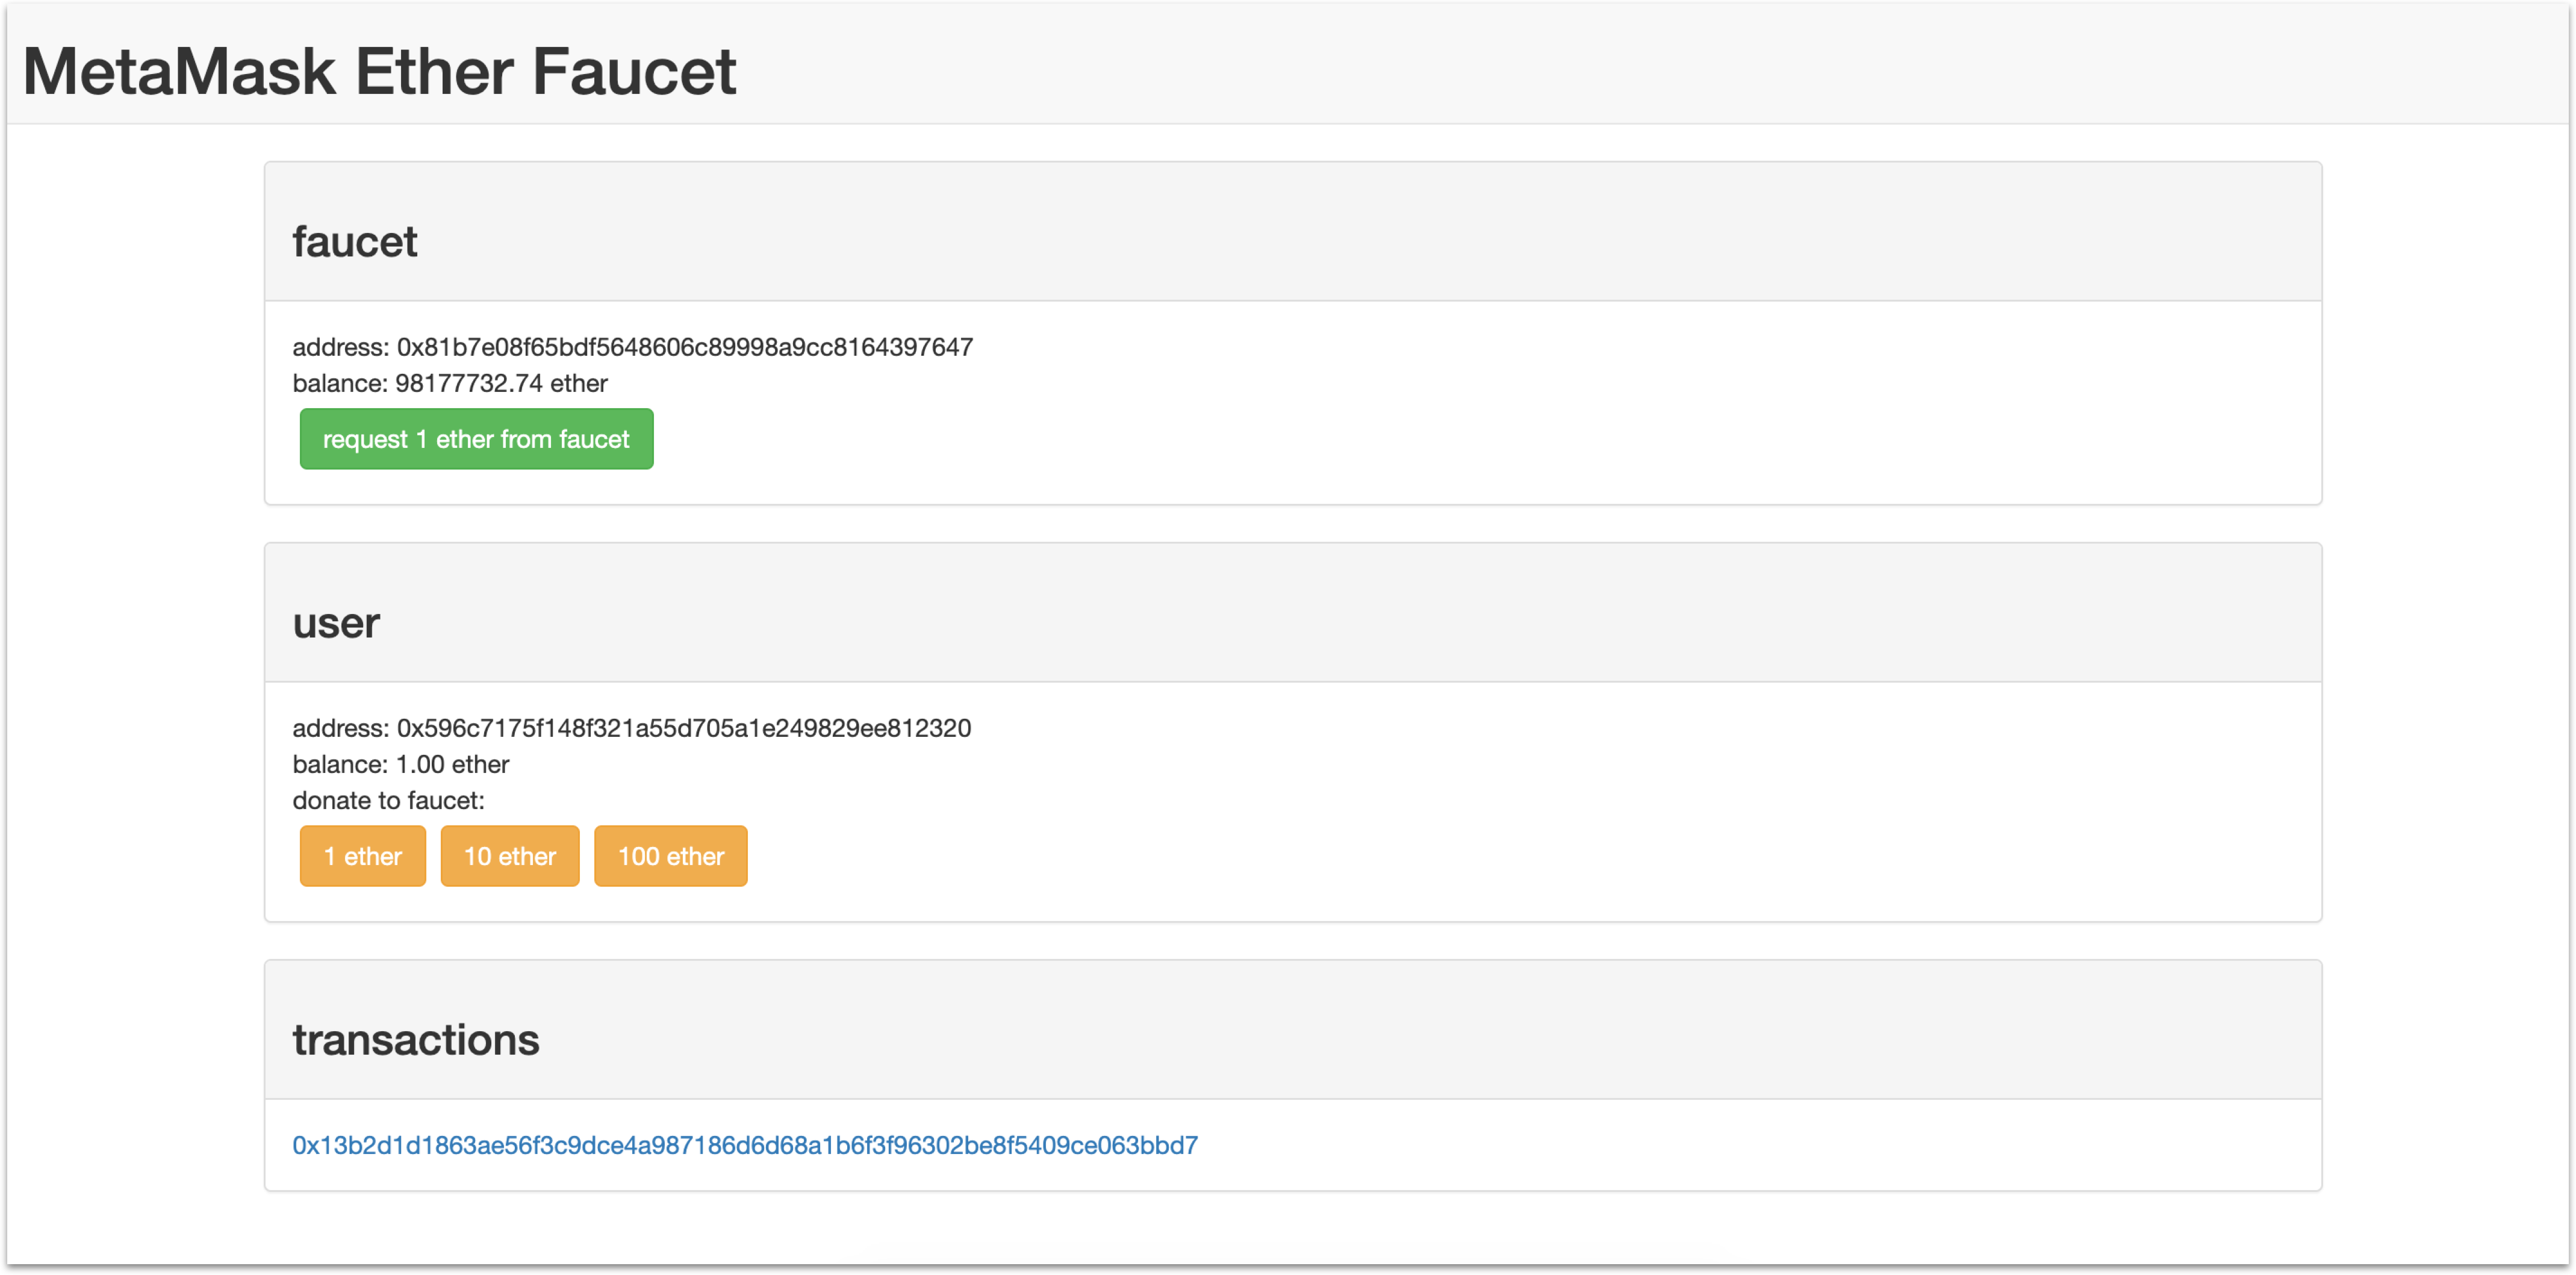 MetaMask Ether Faucet
faucet
address: 0x81b7e08f65bdf5648606c89998a9cc8164397647
balance: 98177732.74 ether
request 1 ether from faucet
user
address: 0x596c7175f148f321a55d705a1e249829ee812320
balance: 1.00 ether
donate to faucet:
1 ether 10 ether 100 ether
transactions
0x13b2d1d1863ae56f3c9dce4a987186d6d68a1b6f3f96302be8f5409ce063bbd7